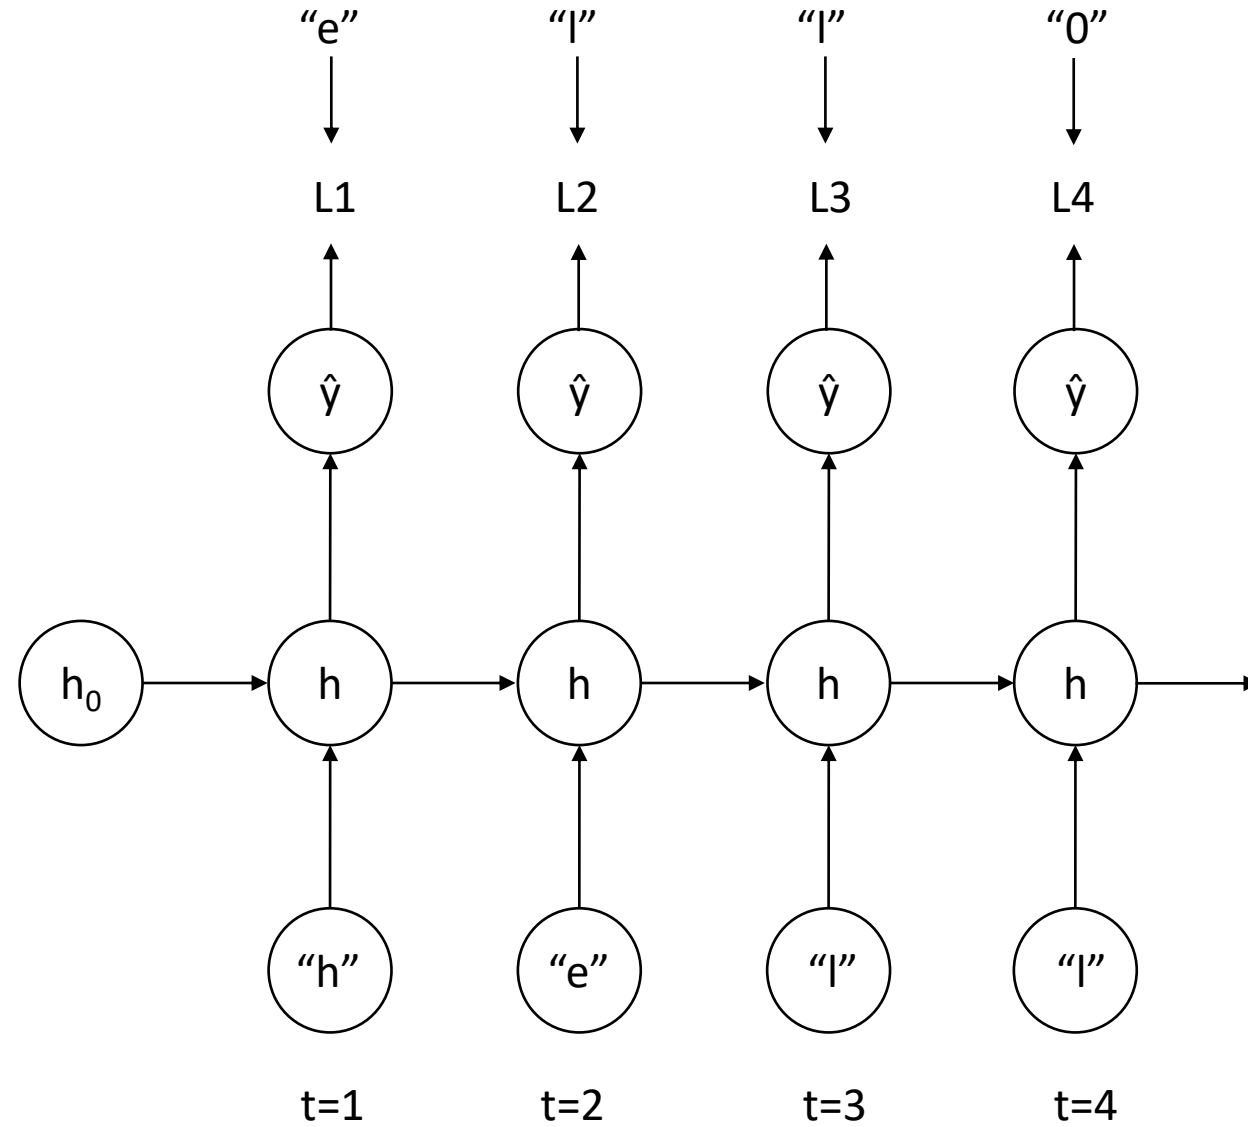 “e” “l” “l” “0”
L1 L2 L3 L4
ŷ ŷ ŷ ŷ
h₀ h h h h
“h” “e” “l” “l”
t=1 t=2 t=3 t=4